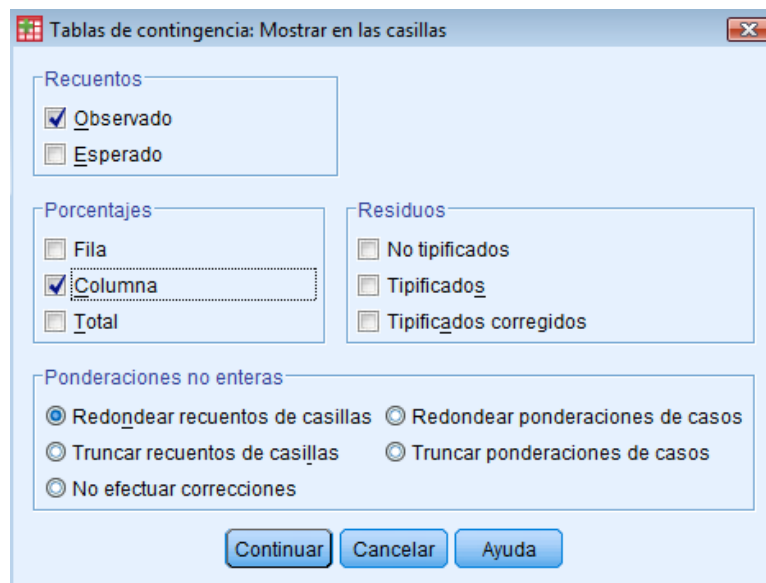 Tablas de contingencia: Mostrar en las casillas
Recuentos
Observado
Esperado
Porcentajes
Fila
Columna
Total
Residuos
No tipificados
Tipificados
Tipificados corregidos
Ponderaciones no enteras
Redondear recuentos de casillas Redondear ponderaciones de casos
Truncar recuentos de casillas Truncar ponderaciones de casos
No efectuar correcciones
Continuar Cancelar Ayuda